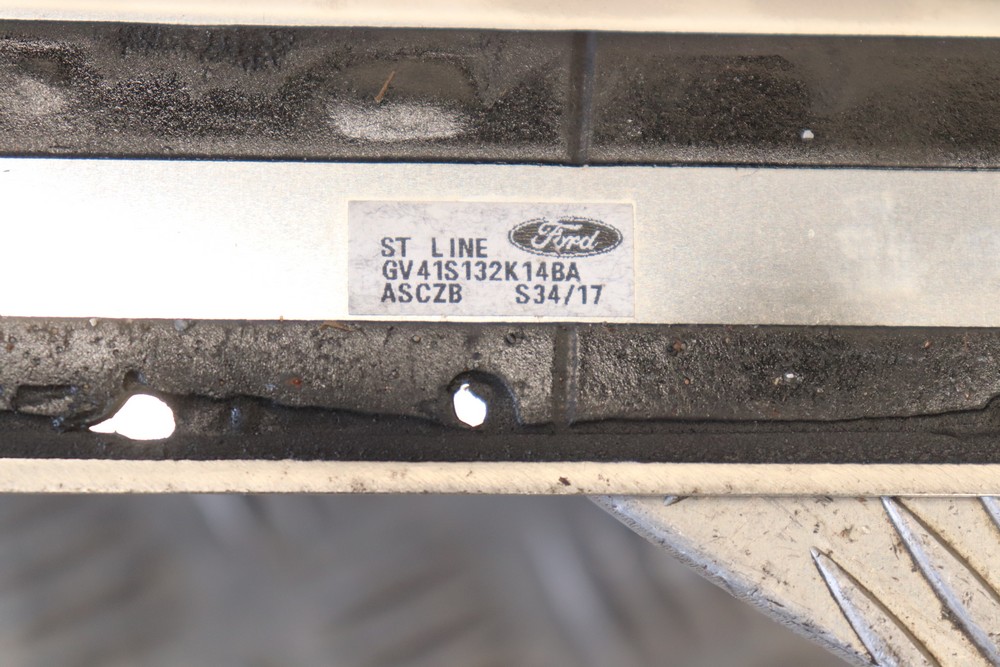 Ford
ST LINE
GV41S132K14BA
ASCZB S34/17